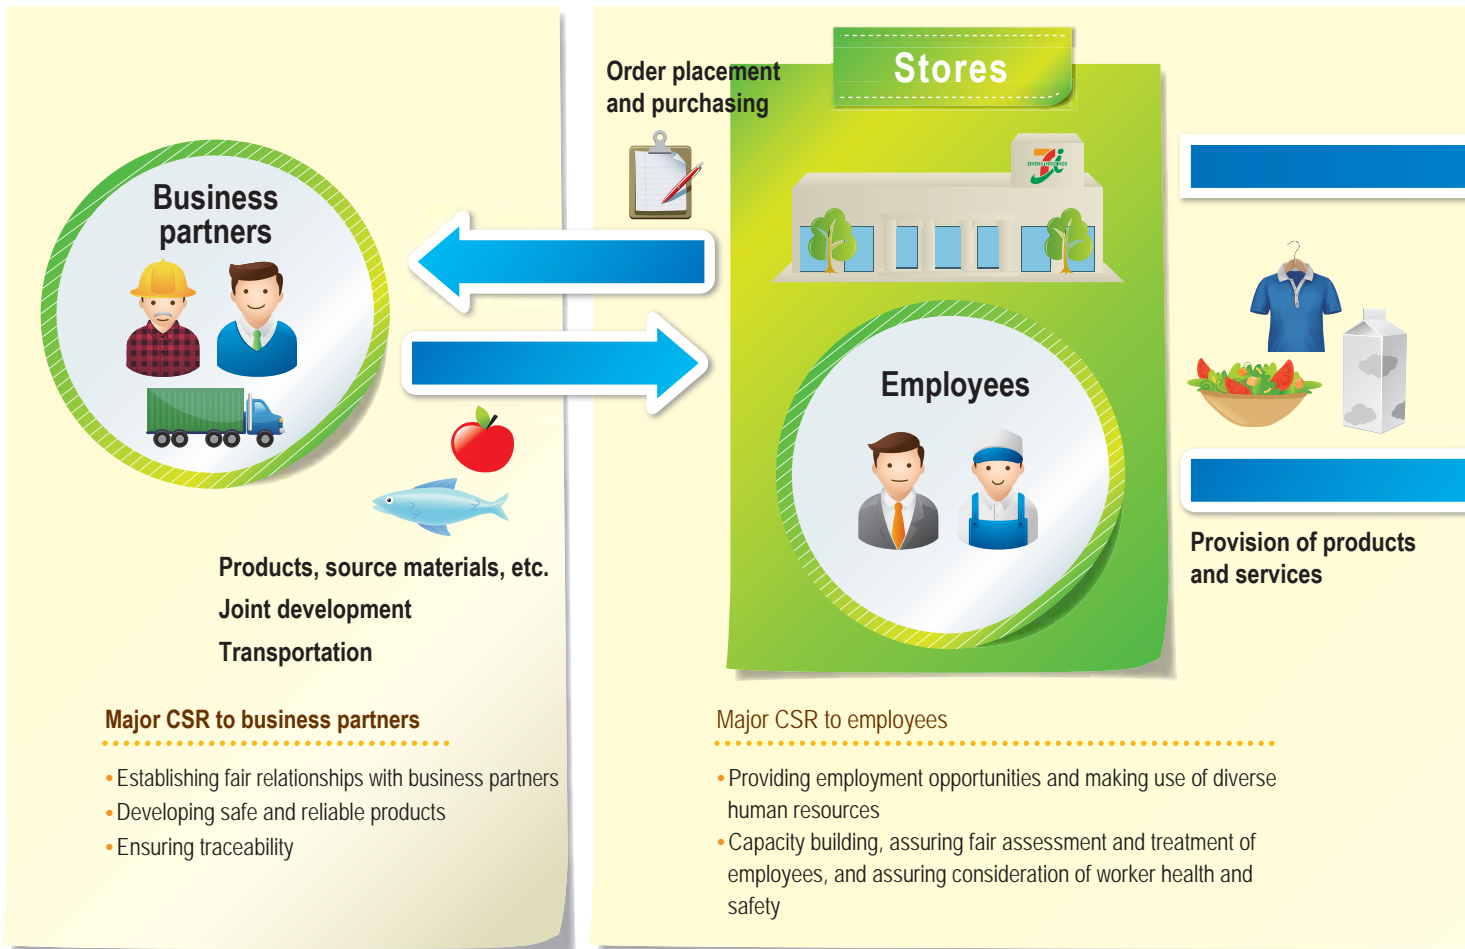 Business
partners
Products, source materials, etc.
Joint development
Transportation
Major CSR to business partners
• Establishing fair relationships with business partners
• Developing safe and reliable products
• Ensuring traceability
Order placement
and purchasing
Stores
SEVEN & i HOLDINGS
Employees
Provision of products
and services
Major CSR to employees
• Providing employment opportunities and making use of diverse
human resources
• Capacity building, assuring fair assessment and treatment of
employees, and assuring consideration of worker health and
safety